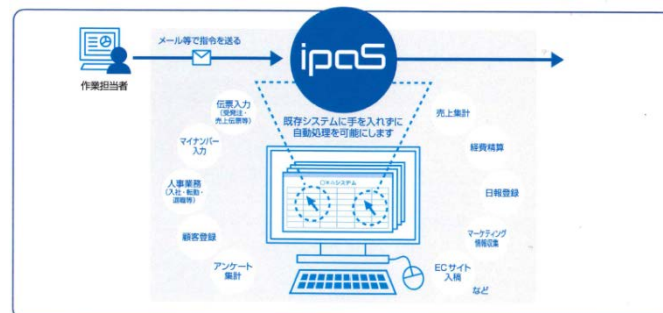 メール等で指令を送る
ipaS
作業担当者
既存システムに手を入れずに
自動処理を可能にします
伝票入力
(受発注・
売上伝票等)
マイナンバー
入力
人事業務
(入社・転勤・
退職等)
顧客登録
アンケート
集計
○×システム
売上集計
経費精算
日報登録
マーケティング
情報収集
ECサイト
入稿
など